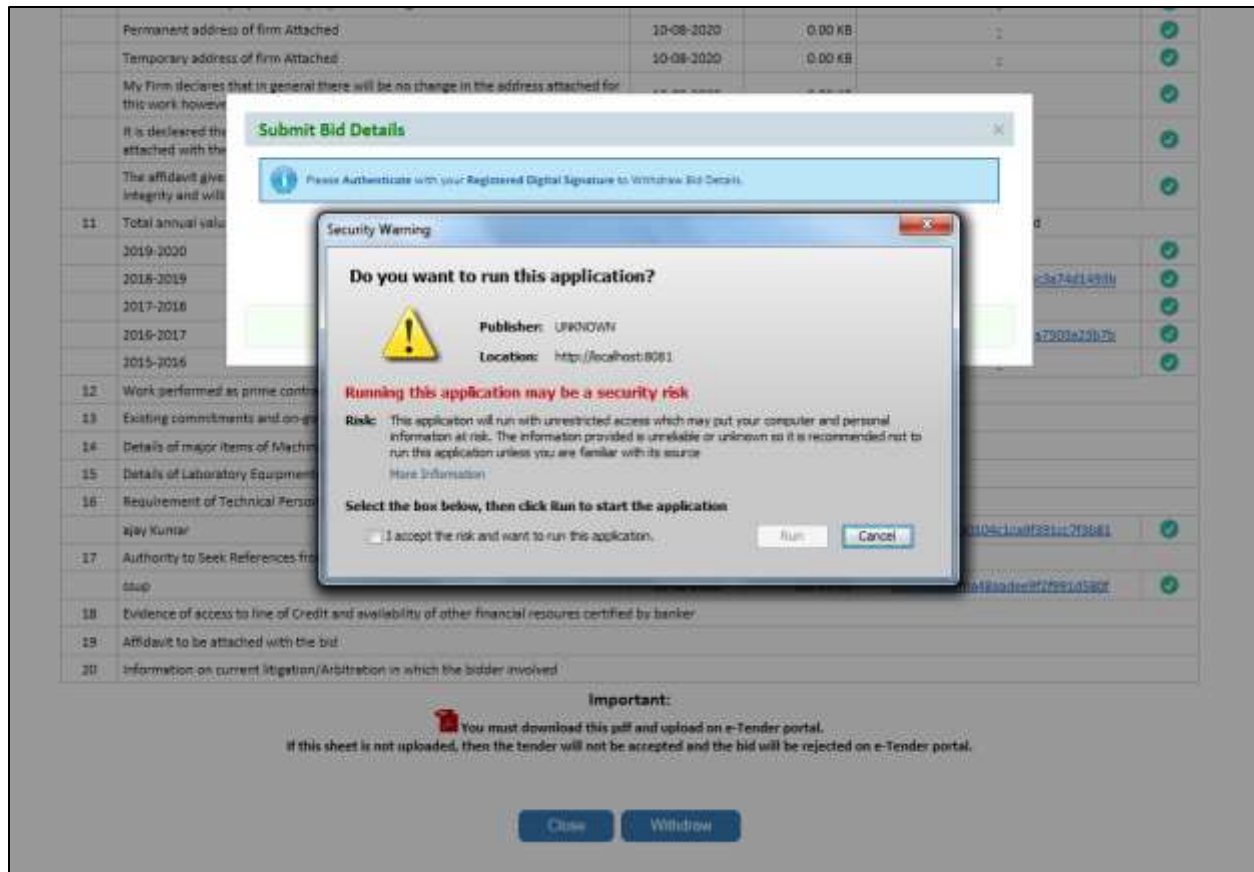 Permanent address of firm Attached 10-08-2020 0.00 KB :
Temporary address of firm Attached 10-08-2020 0.00 KB :
My Firm declares that in general there will be no change in the address attached for
this work howeve
It is decleared tha
attached with the
The affidavit give
integrity and will
Submit Bid Details
Please Authenticate with your Registered Digital Signature to Withdraw Bid Details.
11 Total annual valu
2019-2020
2018-2019
2017-2018
2016-2017
2015-2016
Security Warning
Do you want to run this application?
Publisher: UNKNOWN
Location: http://localhost:8081
Running this application may be a security risk
Risk: This application will run with unrestricted access which may put your computer and personal
information at risk. The information provided is unreliable or unknown so it is recommended not to
run this application unless you are familiar with its source
More Information
Select the box below, then click Run to start the application
I accept the risk and want to run this application.
Run Cancel
12 Work performed as prime contra
13 Existing commitments and on-go
14 Details of major items of Machin
15 Details of Laboratory Equipment
16 Requirement of Technical Perso
ajay Kumar
17 Authority to Seek References fro
18 Evidence of access to line of Credit and availability of other financial resoures certified by banker
19 Affidavit to be attached with the bid
20 Information on current litigation/Arbitration in which the bidder involved
Important:
You must download this pdf and upload on e-Tender portal.
If this sheet is not uploaded, then the tender will not be accepted and the bid will be rejected on e-Tender portal.
Close Withdraw